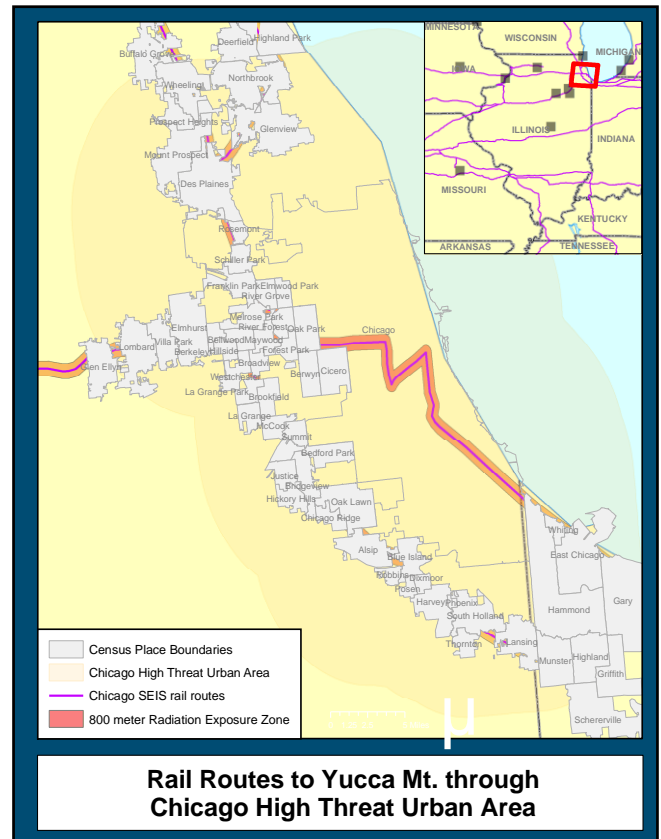 MINNESOTA
WISCONSIN
MICHIGAN
IOWA
ILLINOIS
INDIANA
MISSOURI
KENTUCKY
ARKANSAS
TENNESSEE
Deerfield
Highland Park
Buffalo Grove
Northbrook
Wheeling
Prospect Heights
Glenview
Mount Prospect
Des Plaines
Rosemont
Schiller Park
Franklin Park
Elmwood Park
River Grove
Melrose Park
Elmhurst
River Forest
Oak Park
Chicago
Lombard
Villa Park
Bellwood
Maywood
Berkeley
Hillside
Forest Park
Glen Ellyn
Broadview
Westchester
Berwyn
Cicero
La Grange Park
Brookfield
La Grange
McCook
Summit
Bedford Park
Justice
Bridgeview
Hickory Hills
Oak Lawn
Chicago Ridge
Whiting
Alsip
Blue Island
East Chicago
Robbins
Dixmoor
Posen
Harvey
Phoenix
Gary
South Holland
Hammond
Thornton
Lansing
Munster
Highland
Griffith
Schererville
Census Place Boundaries
Chicago High Threat Urban Area
Chicago SEIS rail routes
800 meter Radiation Exposure Zone
µ
Rail Routes to Yucca Mt. through
Chicago High Threat Urban Area